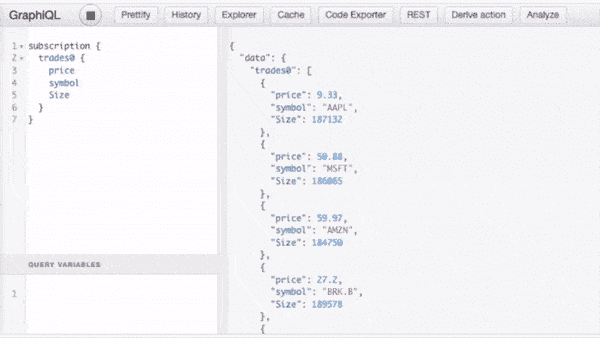 GraphiQL Prettify History Explorer Cache Code Exporter REST Derive action Analyze
1 subscription {
2 trades0 {
3 price
4 symbol
5 Size
6 }
7 }
QUERY VARIABLES
1
{
"data": {
"trades0": [
{
"price": 9.33,
"symbol": "AAPL",
"Size": 187132
},
{
"price": 50.88,
"symbol": "MSFT",
"Size": 186065
},
{
"price": 59.97,
"symbol": "AMZN",
"Size": 184750
},
{
"price": 27.2,
"symbol": "BRK.B",
"Size": 189578
},
{